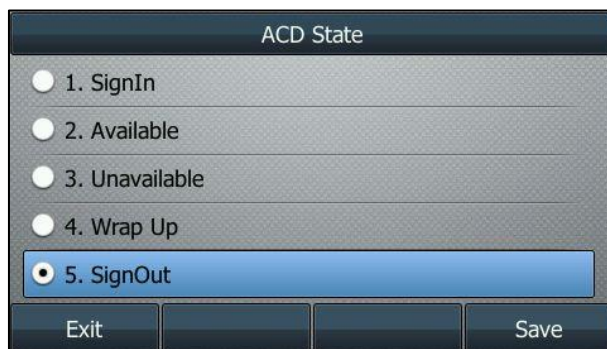 ACD State
1. SignIn
2. Available
3. Unavailable
4. Wrap Up
5. SignOut
Exit Save